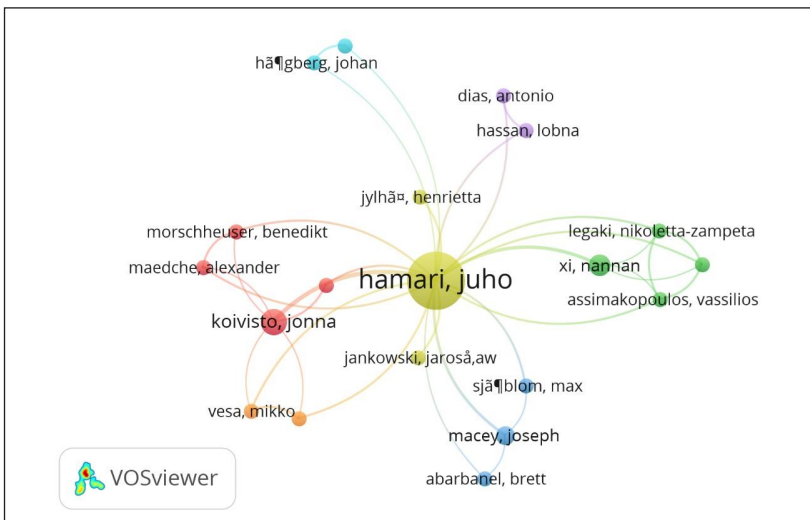 hã¶gberg, johan
dias, antonio
hassan, lobna
jylhã¤, henrietta
morschheuser, benedikt
legaki, nikoletta-zampeta
maedche, alexander
xi, nannan
hamari, juho
assimakopoulos, vassilios
koivisto, jonna
jankowski, jaroså‚aw
sjã¶blom, max
vesa, mikko
macey, joseph
abarbanel, brett
VOSviewer